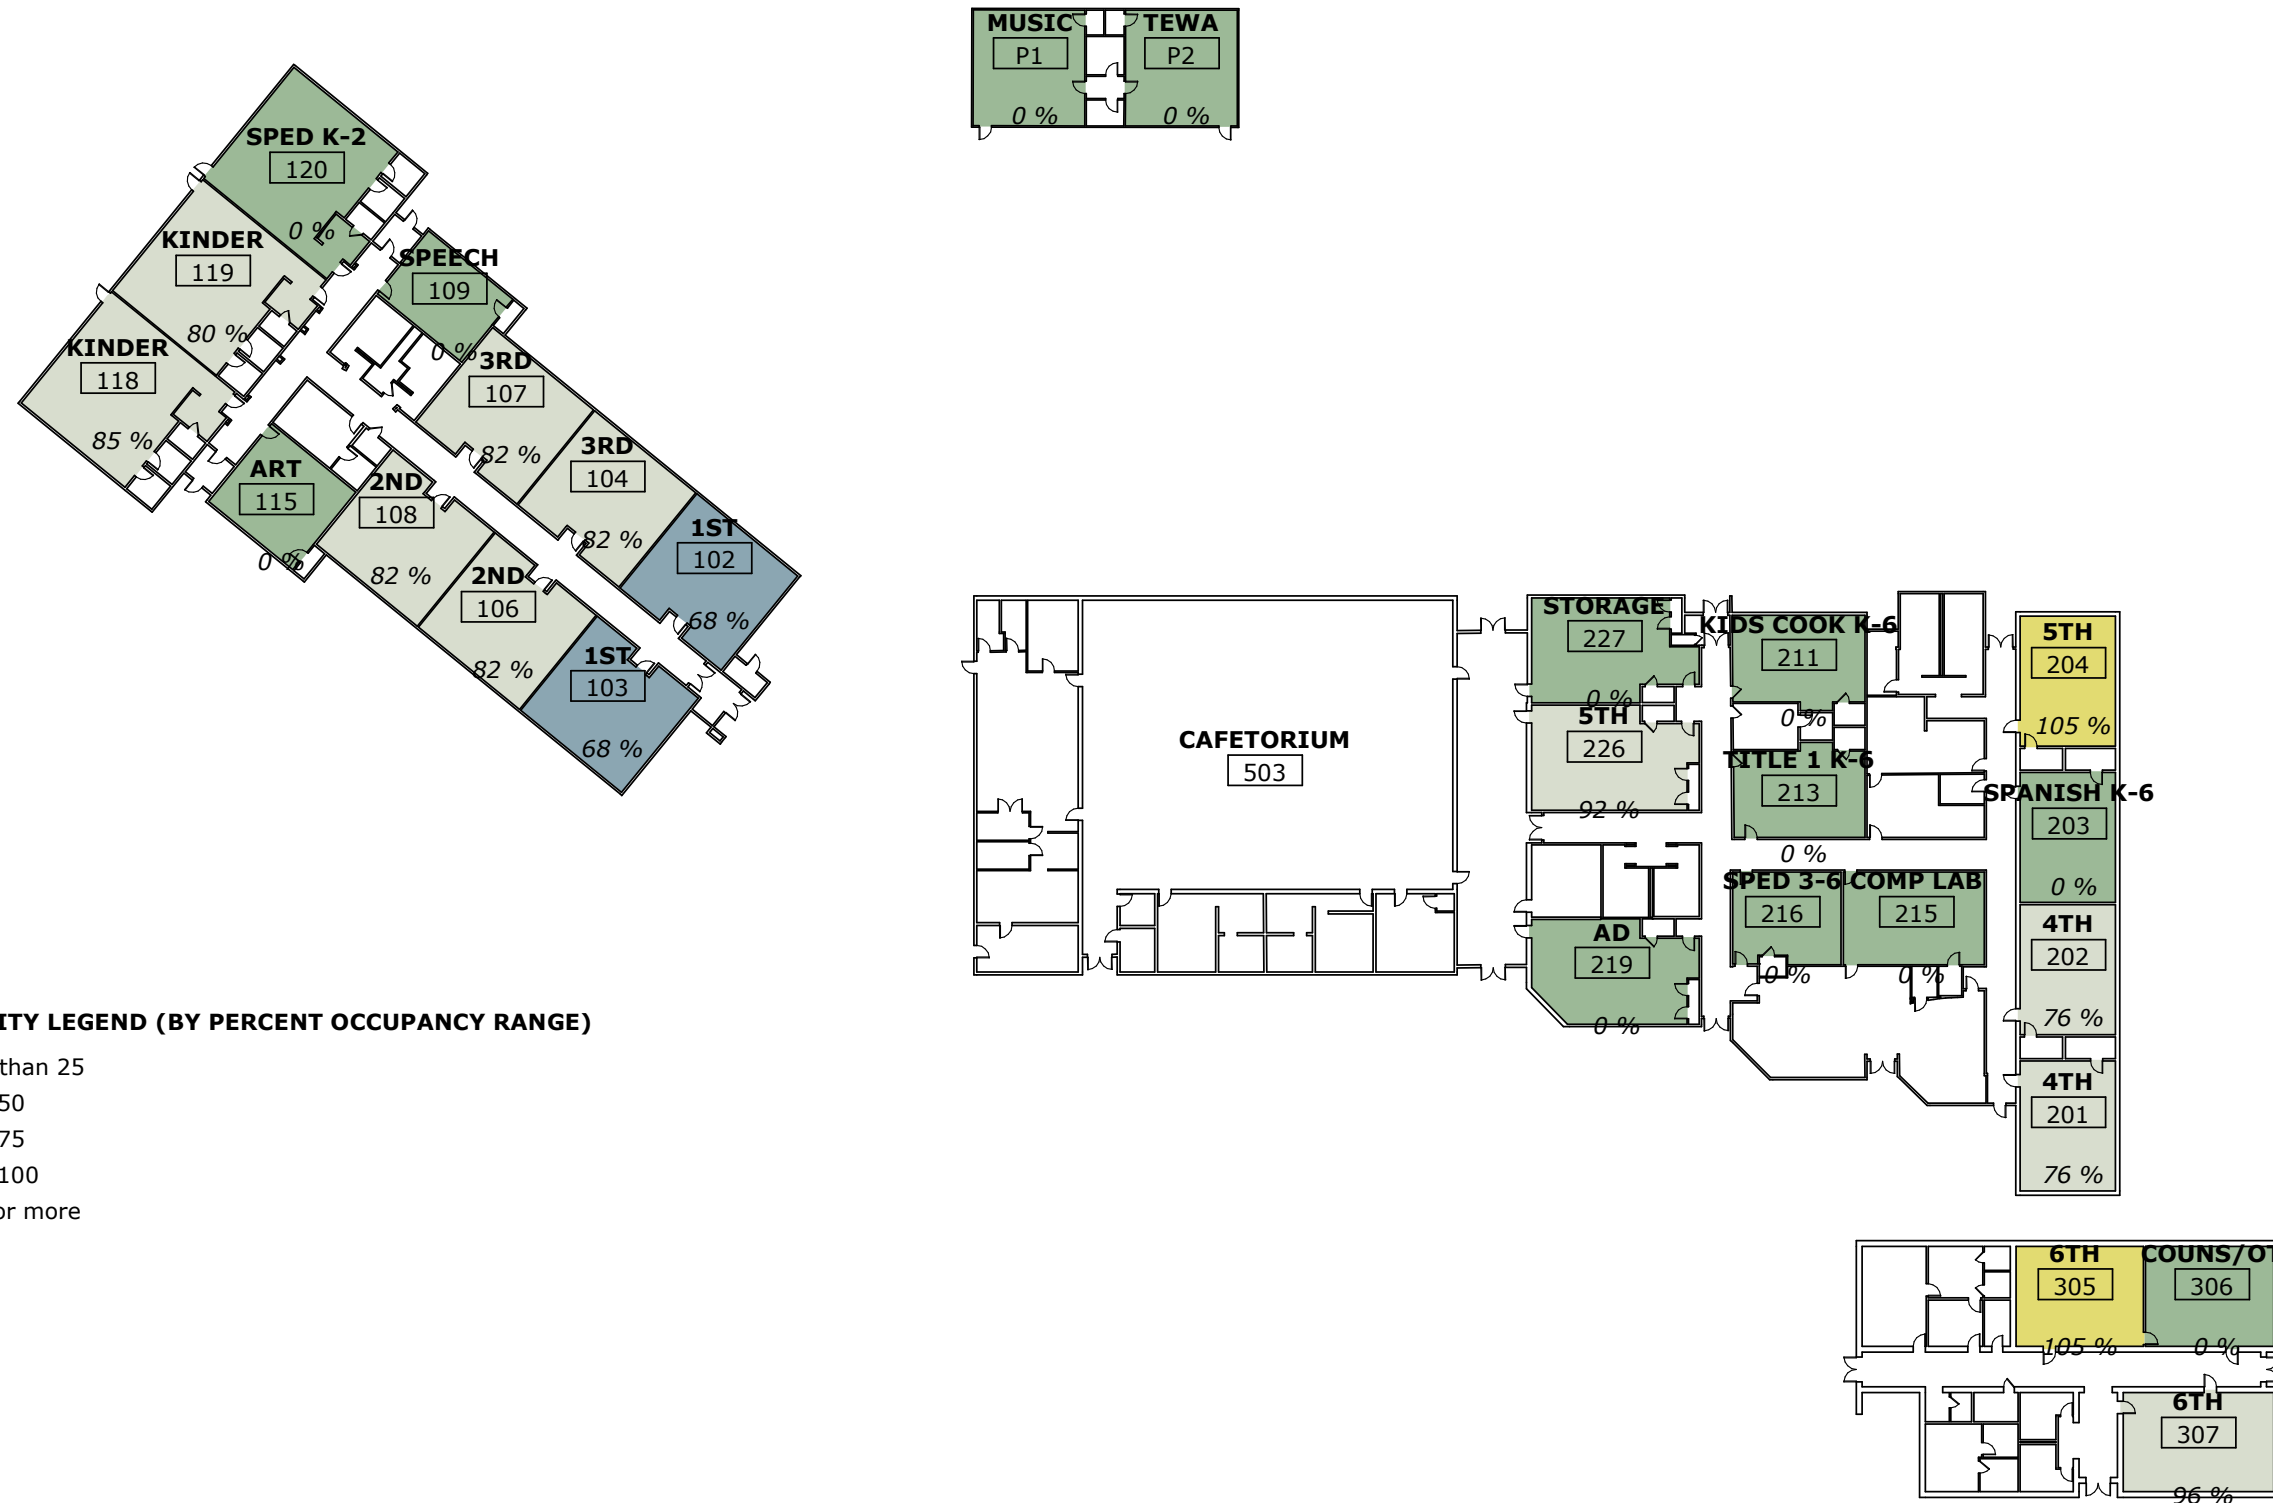 MUSIC
P1
0 %
TEWA
P2
0 %
SPED K-2
120
0 %
KINDER
119
80 %
KINDER
118
85 %
SPEECH
109
0 %
3RD
107
82 %
3RD
104
82 %
1ST
102
68 %
ART
115
0 %
2ND
108
82 %
2ND
106
82 %
1ST
103
68 %
CAFETORIUM
503
STORAGE
227
0 %
5TH
226
92 %
KIDS COOK K-6
211
0 %
TITLE 1 K-6
213
0 %
5TH
204
105 %
SPANISH K-6
203
0 %
SPED 3-6
216
0 %
COMP LAB
215
0 %
AD
219
0 %
4TH
202
76 %
4TH
201
76 %
ITY LEGEND (BY PERCENT OCCUPANCY RANGE)
than 25
50
75
100
or more
6TH
305
105 %
COUNS/OT
306
0 %
6TH
307
96 %